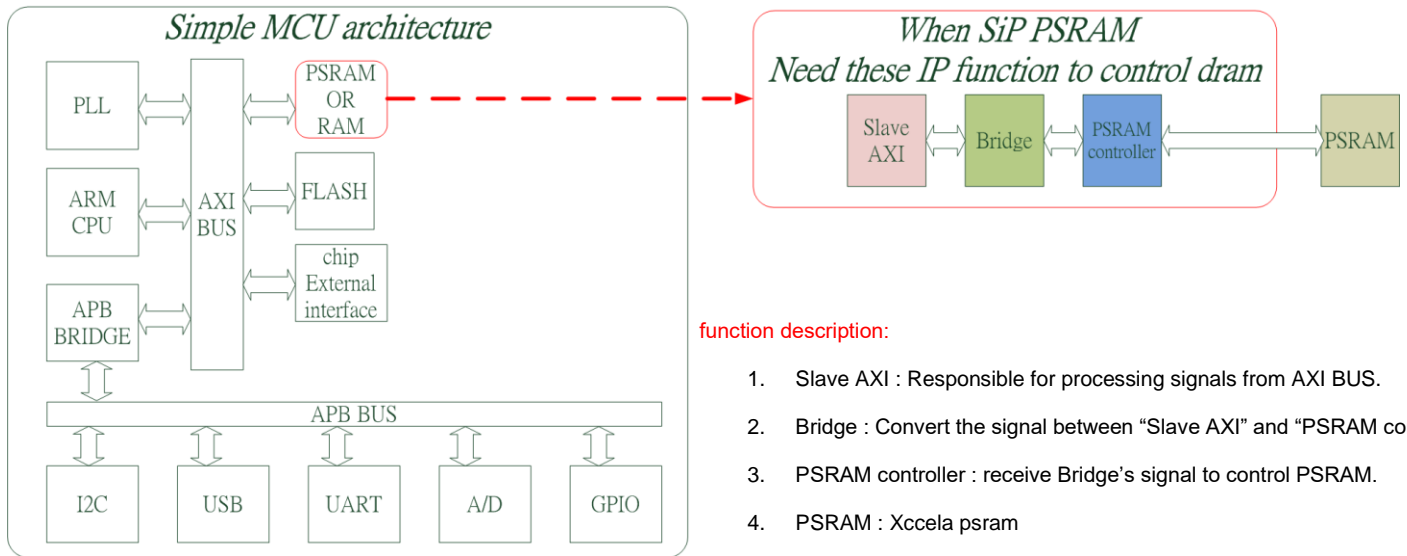 Simple MCU architecture
PLL
ARM
CPU
APB
BRIDGE
AXI
BUS
PSRAM
OR
RAM
FLASH
chip
External
interface
APB BUS
I2C
USB
UART
A/D
GPIO
When SiP PSRAM
Need these IP function to control dram
Slave
AXI
Bridge
PSRAM
controller
PSRAM
function description:
1. Slave AXI : Responsible for processing signals from AXI BUS.
2. Bridge : Convert the signal between “Slave AXI” and “PSRAM co
3. PSRAM controller : receive Bridge’s signal to control PSRAM.
4. PSRAM : Xccela psram